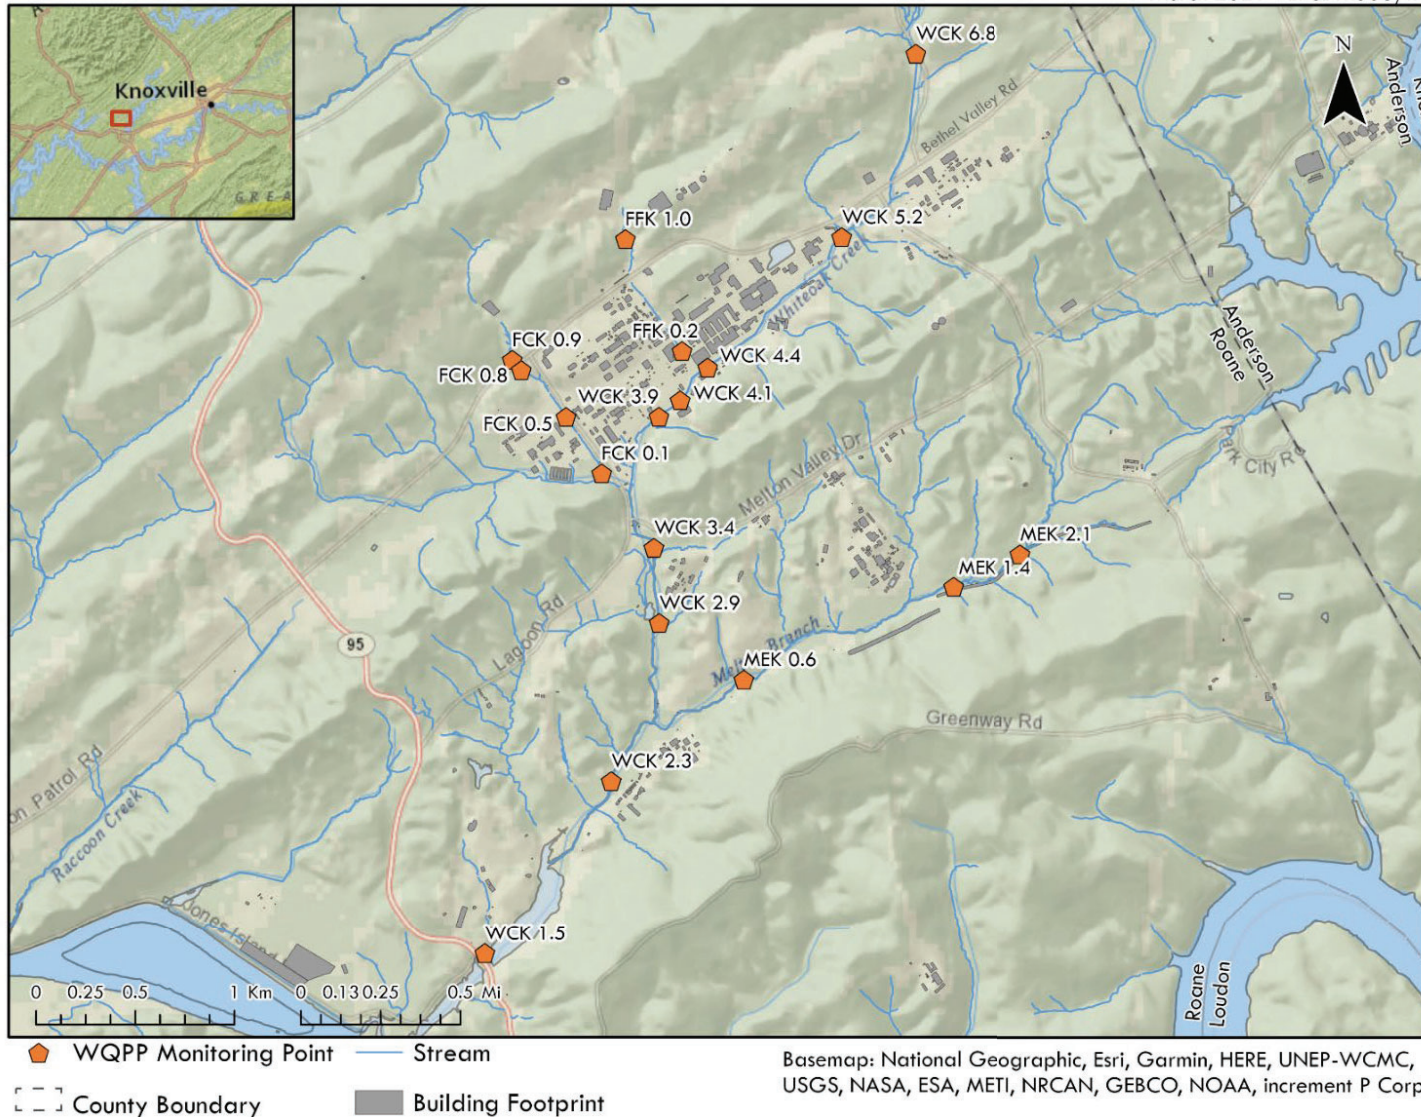 Knoxville
GREA
N
WCK 6.8
Bethel Valley Rd
Anderson
FFK 1.0
WCK 5.2
Whiteoak Creek
FFK 0.2
FCK 0.9
WCK 4.4
FCK 0.8
WCK 4.1
WCK 3.9
FCK 0.5
Anderson
Roane
FCK 0.1
Melton Valley Dr
Park City Rd
WCK 3.4
MEK 2.1
MEK 1.4
WCK 2.9
Lagoon Rd
95
Melton Branch
MEK 0.6
Greenway Rd
WCK 2.3
on Patrol Rd
Raccoon Creek
Jones Island
WCK 1.5
Roane
Loudon
0 0.25 0.5 1 Km
0 0.13 0.25 0.5 Mi
WQPP Monitoring Point
Stream
County Boundary
Building Footprint
Basemap: National Geographic, Esri, Garmin, HERE, UNEP-WCMC,
USGS, NASA, ESA, METI, NRCAN, GEBCO, NOAA, increment P Corp